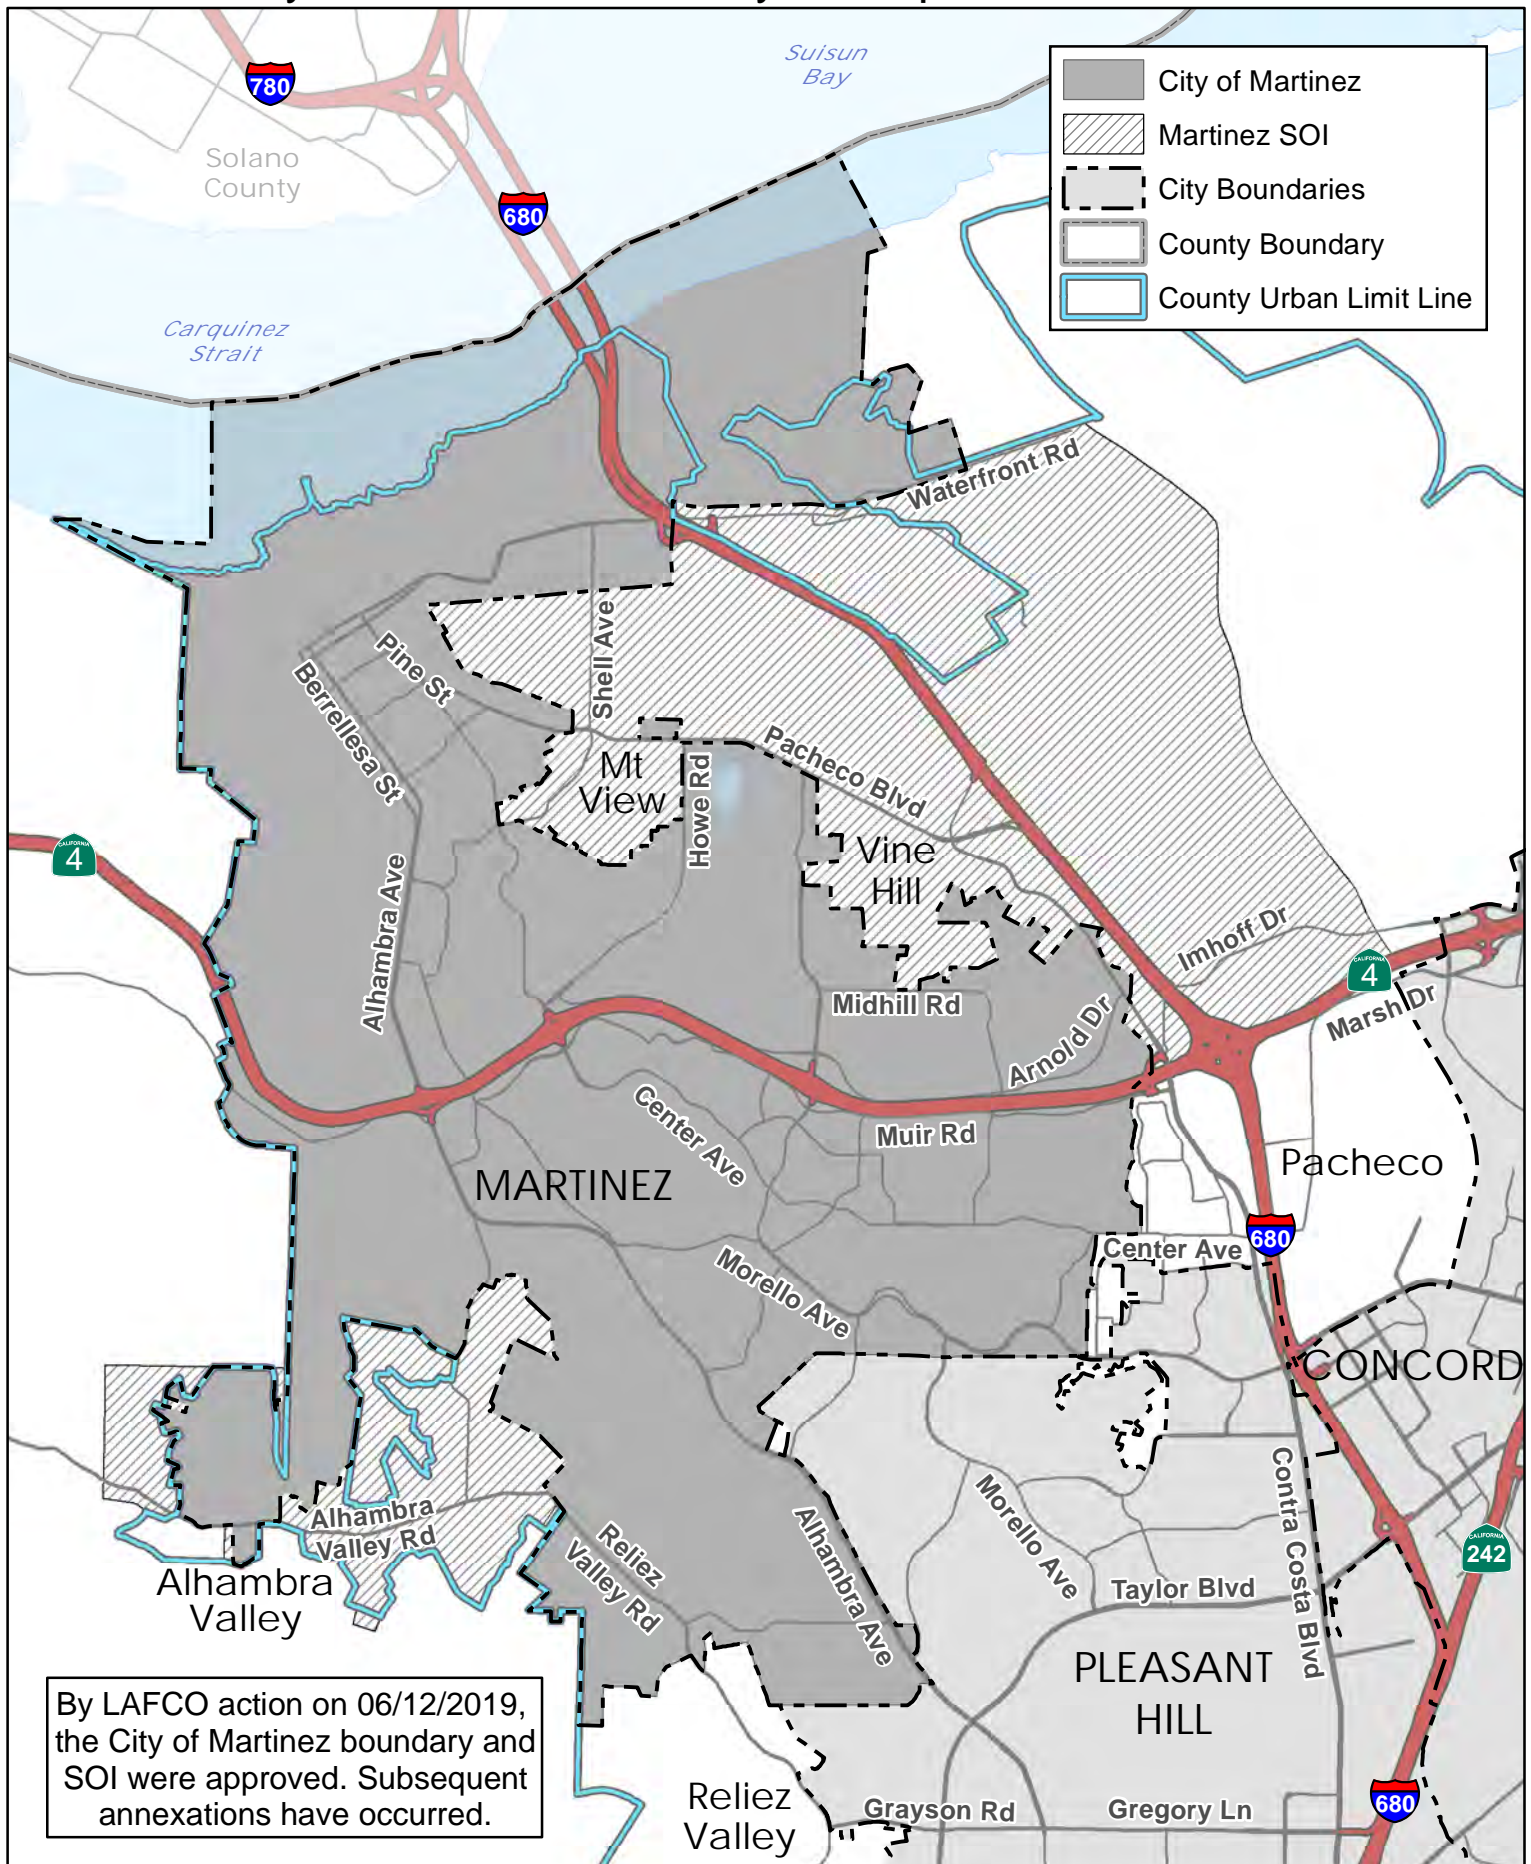 Suisun
Bay
780
Solano
County
680
Carquinez
Strait
City of Martinez
Martinez SOI
City Boundaries
County Boundary
County Urban Limit Line
Waterfront Rd
Shell Ave
Pine St
Berrellesa St
Pacheco Blvd
Mt
View
Howe Rd
Vine
Hill
CALIFORNIA
4
Alhambra Ave
Imhoff Dr
CALIFORNIA
4
Marsh Dr
Midhill Rd
Arnold Dr
Center Ave
Muir Rd
MARTINEZ
Pacheco
680
Center Ave
Morello Ave
CONCORD
Alhambra
Valley Rd
Alhambra
Valley
Reliez
Valley Rd
Alhambra Ave
Morello Ave
Contra Costa Blvd
CALIFORNIA
242
Taylor Blvd
PLEASANT
HILL
By LAFCO action on 06/12/2019,
the City of Martinez boundary and
SOI were approved. Subsequent
annexations have occurred.
Reliez
Valley
Grayson Rd
Gregory Ln
680